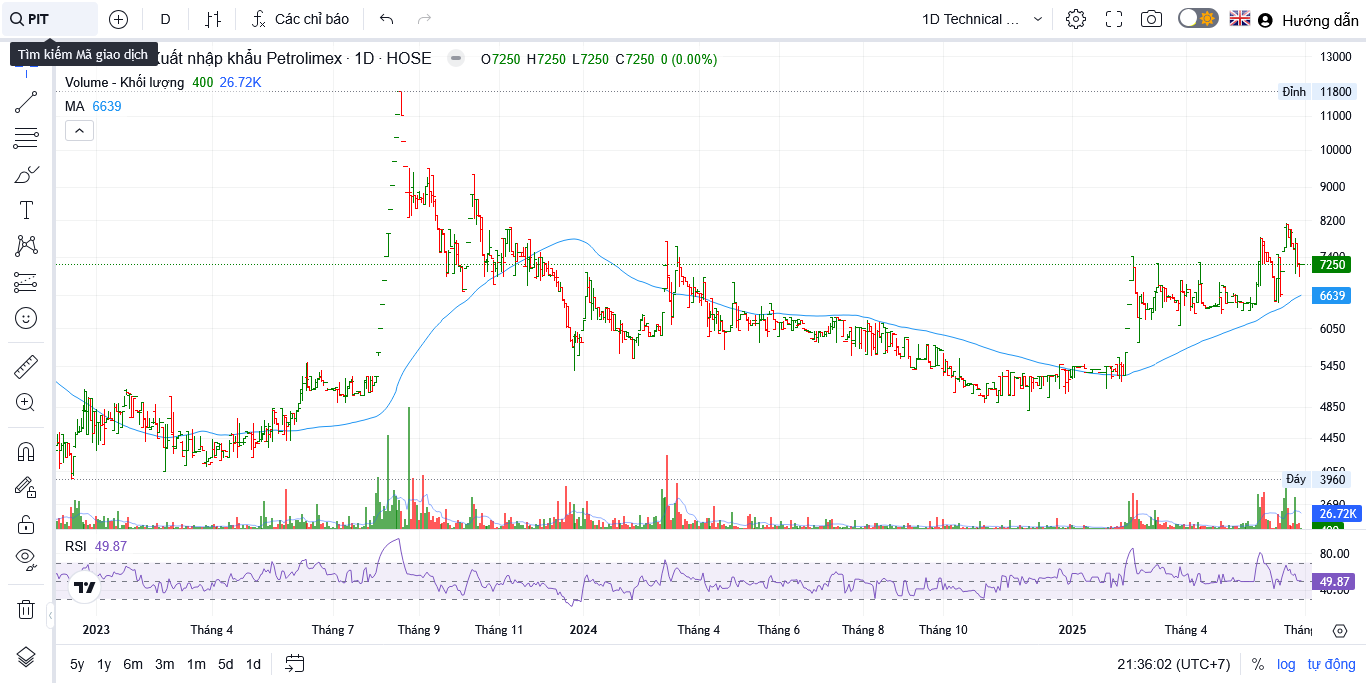 PIT D Các chỉ báo 1D Technical ... Hướng dẫn
Tìm kiếm Mã giao dịch
Xuất nhập khẩu Petrolimex · 1D · HOSE O7250 H7250 L7250 C7250 0 (0.00%)
Volume - Khối lượng 400 26.72K
MA 6639
13000
Đỉnh 11800
11000
10000
9000
8200
7250
6639
6050
5450
4850
4450
4050
Đáy 3960
26.72K
RSI 49.87
80.00
49.87
40.00
2023 Tháng 4 Tháng 7 Tháng 9 Tháng 11 2024 Tháng 4 Tháng 6 Tháng 8 Tháng 10 2025 Tháng 4
5y 1y 6m 3m 1m 5d 1d 21:36:02 (UTC+7) % log tự động